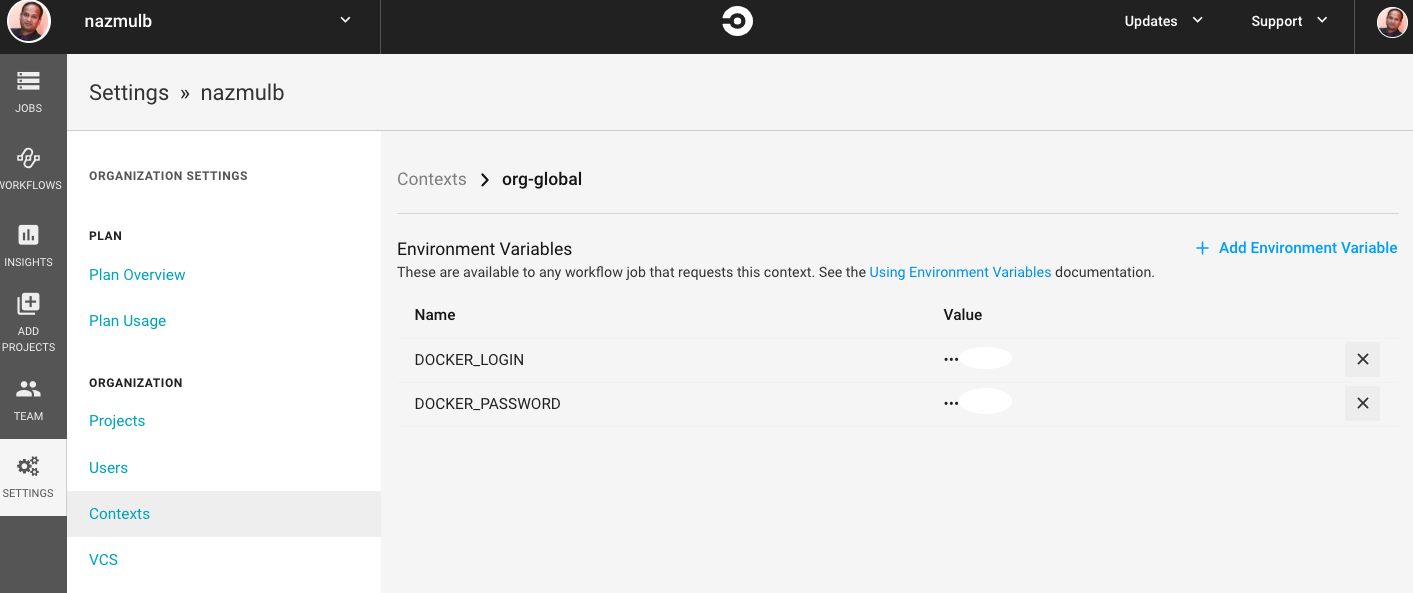 nazmulb
Updates
Support
JOBS
WORKFLOWS
INSIGHTS
ADD
PROJECTS
TEAM
SETTINGS
Settings » nazmulb
ORGANIZATION SETTINGS
PLAN
Plan Overview
Plan Usage
ORGANIZATION
Projects
Users
Contexts
VCS
Contexts > org-global
Environment Variables
+ Add Environment Variable
These are available to any workflow job that requests this context. See the Using Environment Variables documentation.
Name Value
DOCKER_LOGIN •••
DOCKER_PASSWORD •••